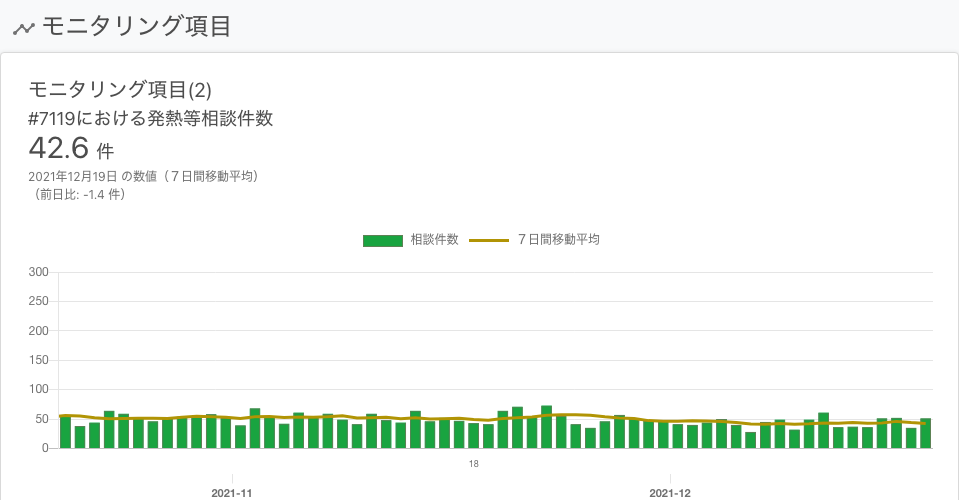 モニタリング項目
モニタリング項目(2)
#7119における発熱等相談件数
42.6 件
2021年12月19日 の数値（７日間移動平均）
（前日比: -1.4 件）
相談件数 ７日間移動平均
300
250
200
150
100
50
0
18
2021-11 2021-12